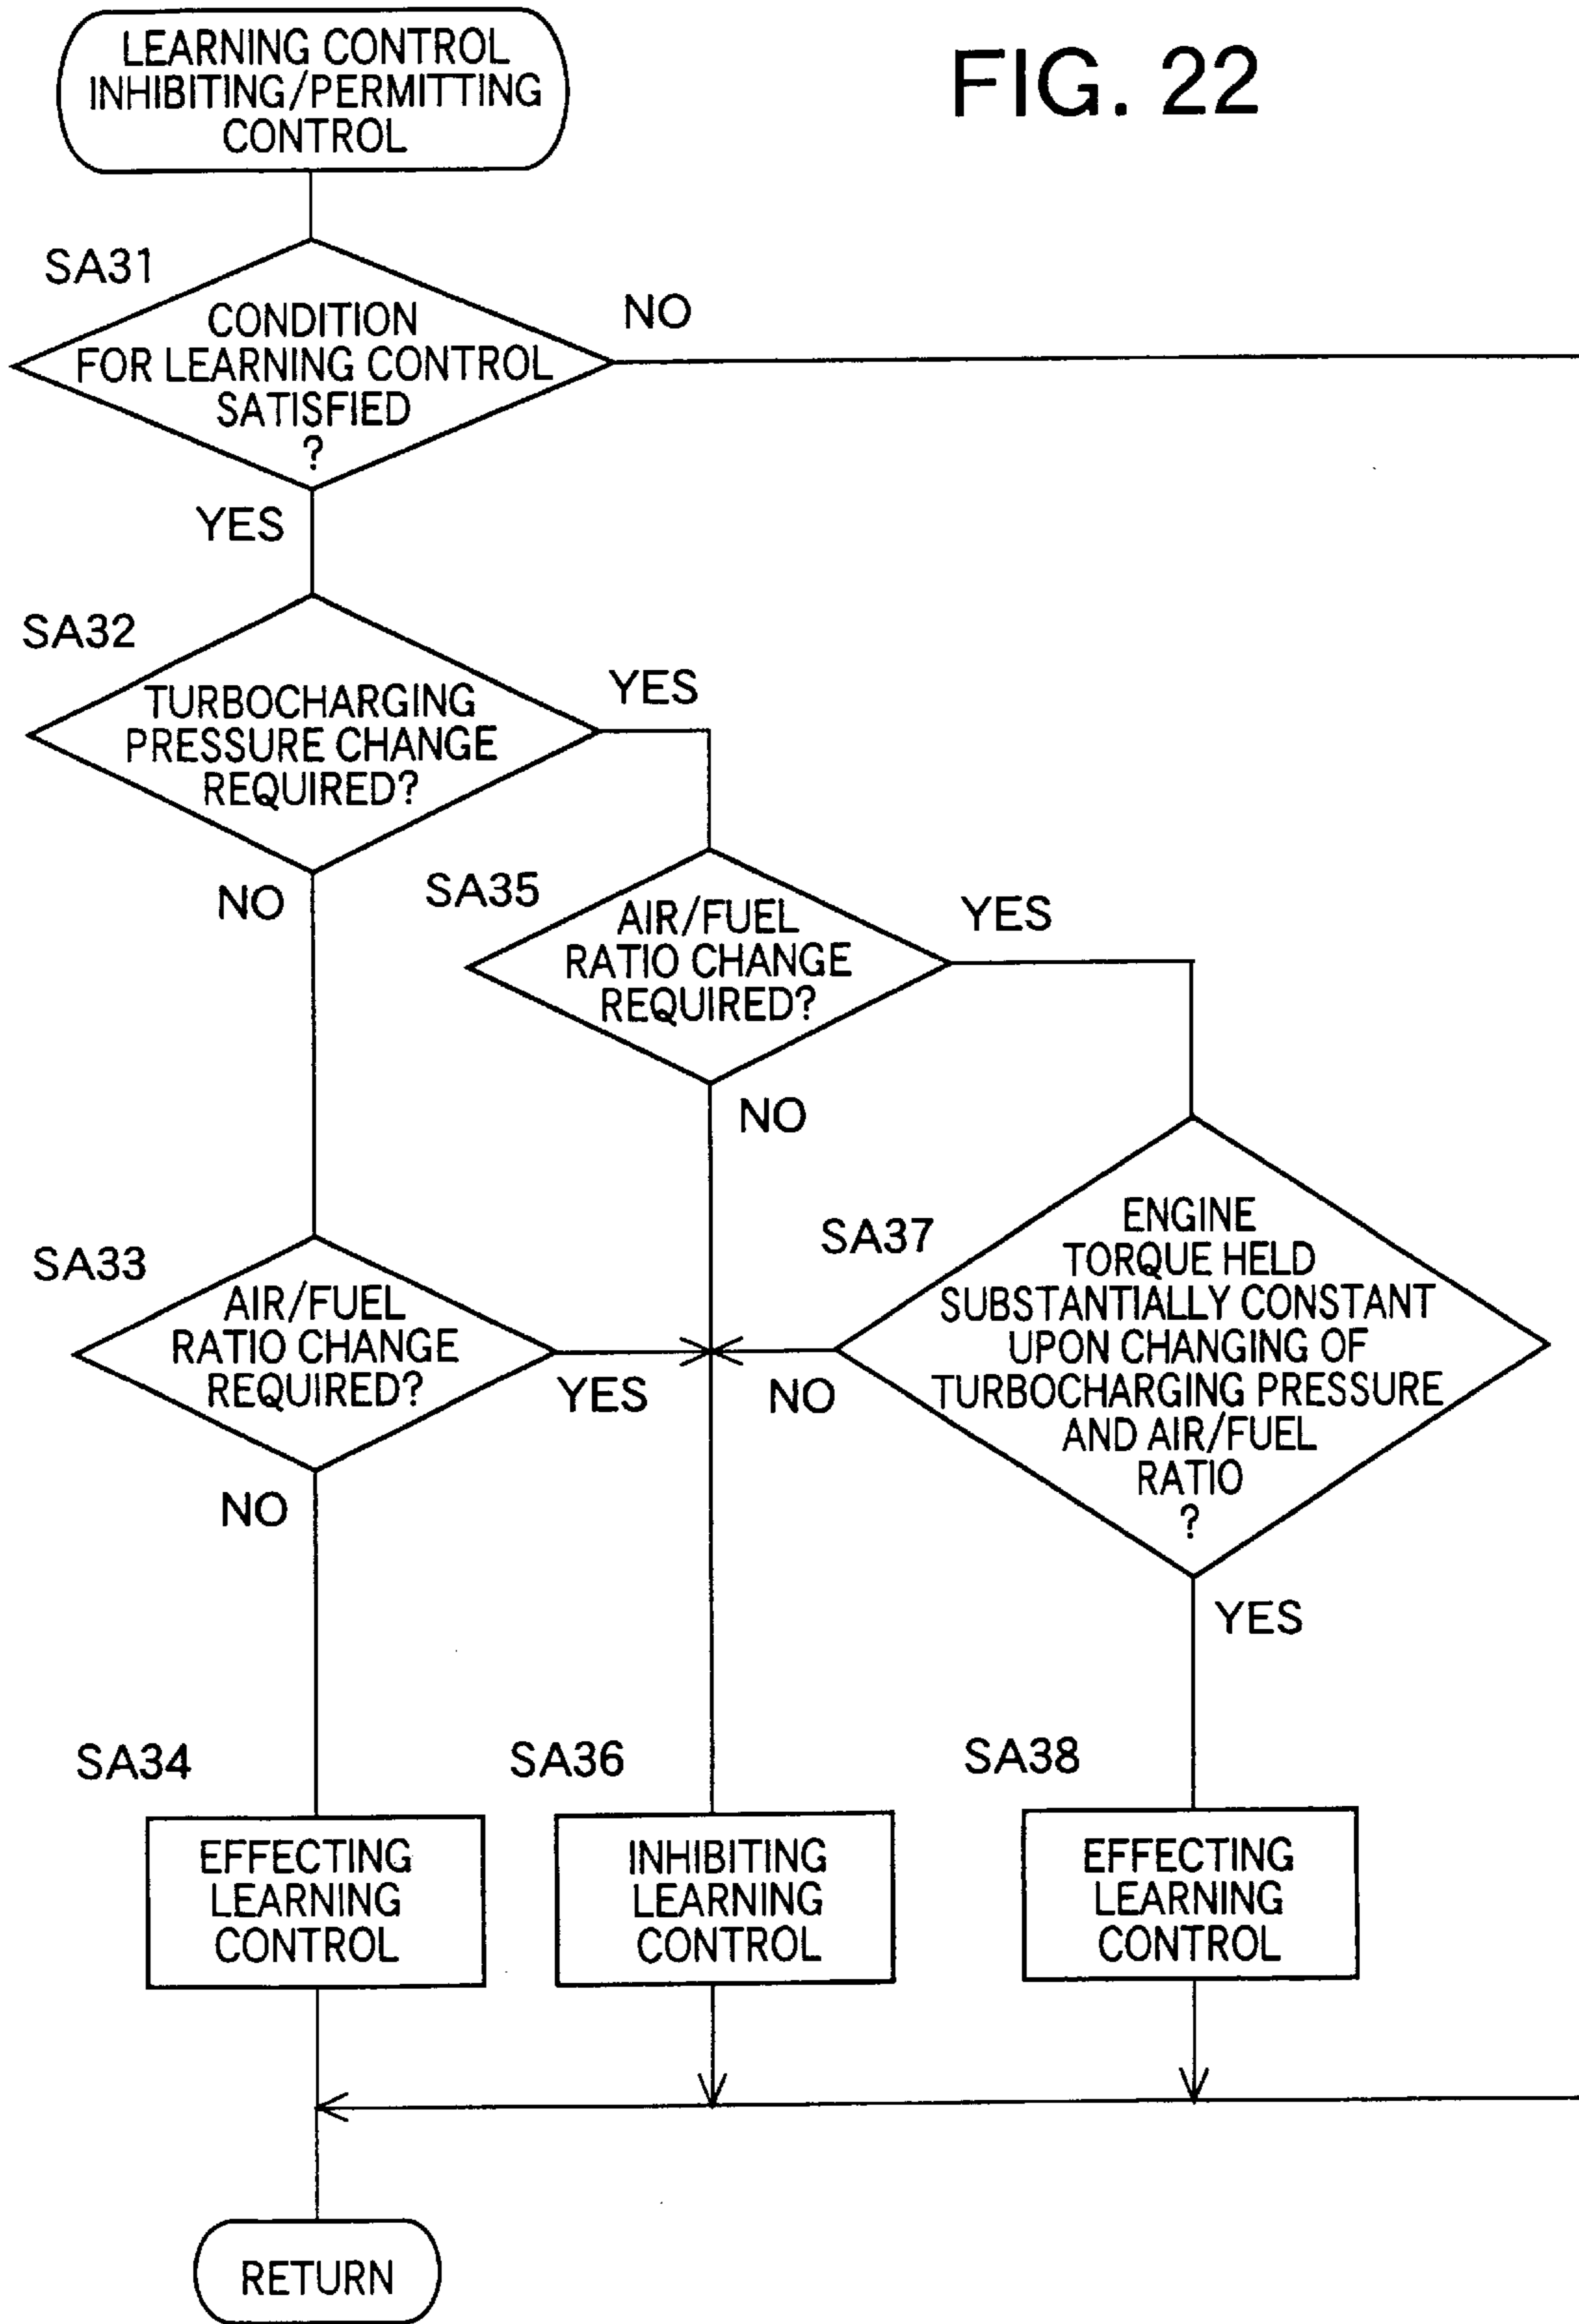 LEARNING CONTROL
INHIBITING/PERMITTING
CONTROL
FIG. 22
SA31
CONDITION
FOR LEARNING CONTROL
SATISFIED
?
NO
YES
SA32
TURBOCHARGING
PRESSURE CHANGE
REQUIRED?
YES
NO
SA35
AIR/FUEL
RATIO CHANGE
REQUIRED?
YES
NO
SA33
AIR/FUEL
RATIO CHANGE
REQUIRED?
YES
NO
SA37
ENGINE
TORQUE HELD
SUBSTANTIALLY CONSTANT
UPON CHANGING OF
TURBOCHARGING PRESSURE
AND AIR/FUEL
RATIO
?
NO
YES
SA34
EFFECTING
LEARNING
CONTROL
SA36
INHIBITING
LEARNING
CONTROL
SA38
EFFECTING
LEARNING
CONTROL
RETURN